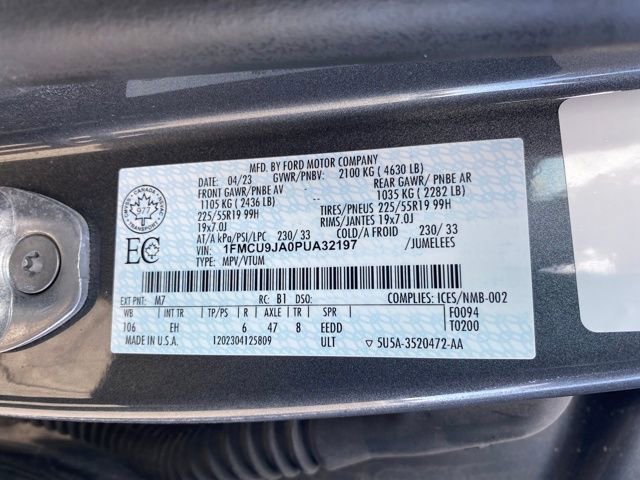 MFD. BY FORD MOTOR COMPANY
DATE: 04/23 GVWR/PNBV: 2100 KG ( 4630 LB)
FRONT GAWR/PNBE AV REAR GAWR/ PNBE AR
1105 KG ( 2436 LB) 1035 KG ( 2282 LB)
225/55R19 99H TIRES/PNEUS 225/55R19 99H
19x7.0J RIMS/JANTES 19x7.0J
AT/A kPa/PSI/LPC 230/ 33 COLD/A FROID 230/ 33
VIN: 1FMCU9JA0PUA32197 /JUMELEES
TYPE: MPV/VTUM
CANADA
977
TRANSPORT
EC
EXT PNT: M7 RC: B1 DSO: COMPLIES: ICES/NMB-002
WB INT TR TP/PS R AXLE TR SPR F0094
106 EH 6 47 8 EEDD T0200
MADE IN U.S.A. 1202304125809 ULT ▽ 5U5A-3520472-AA